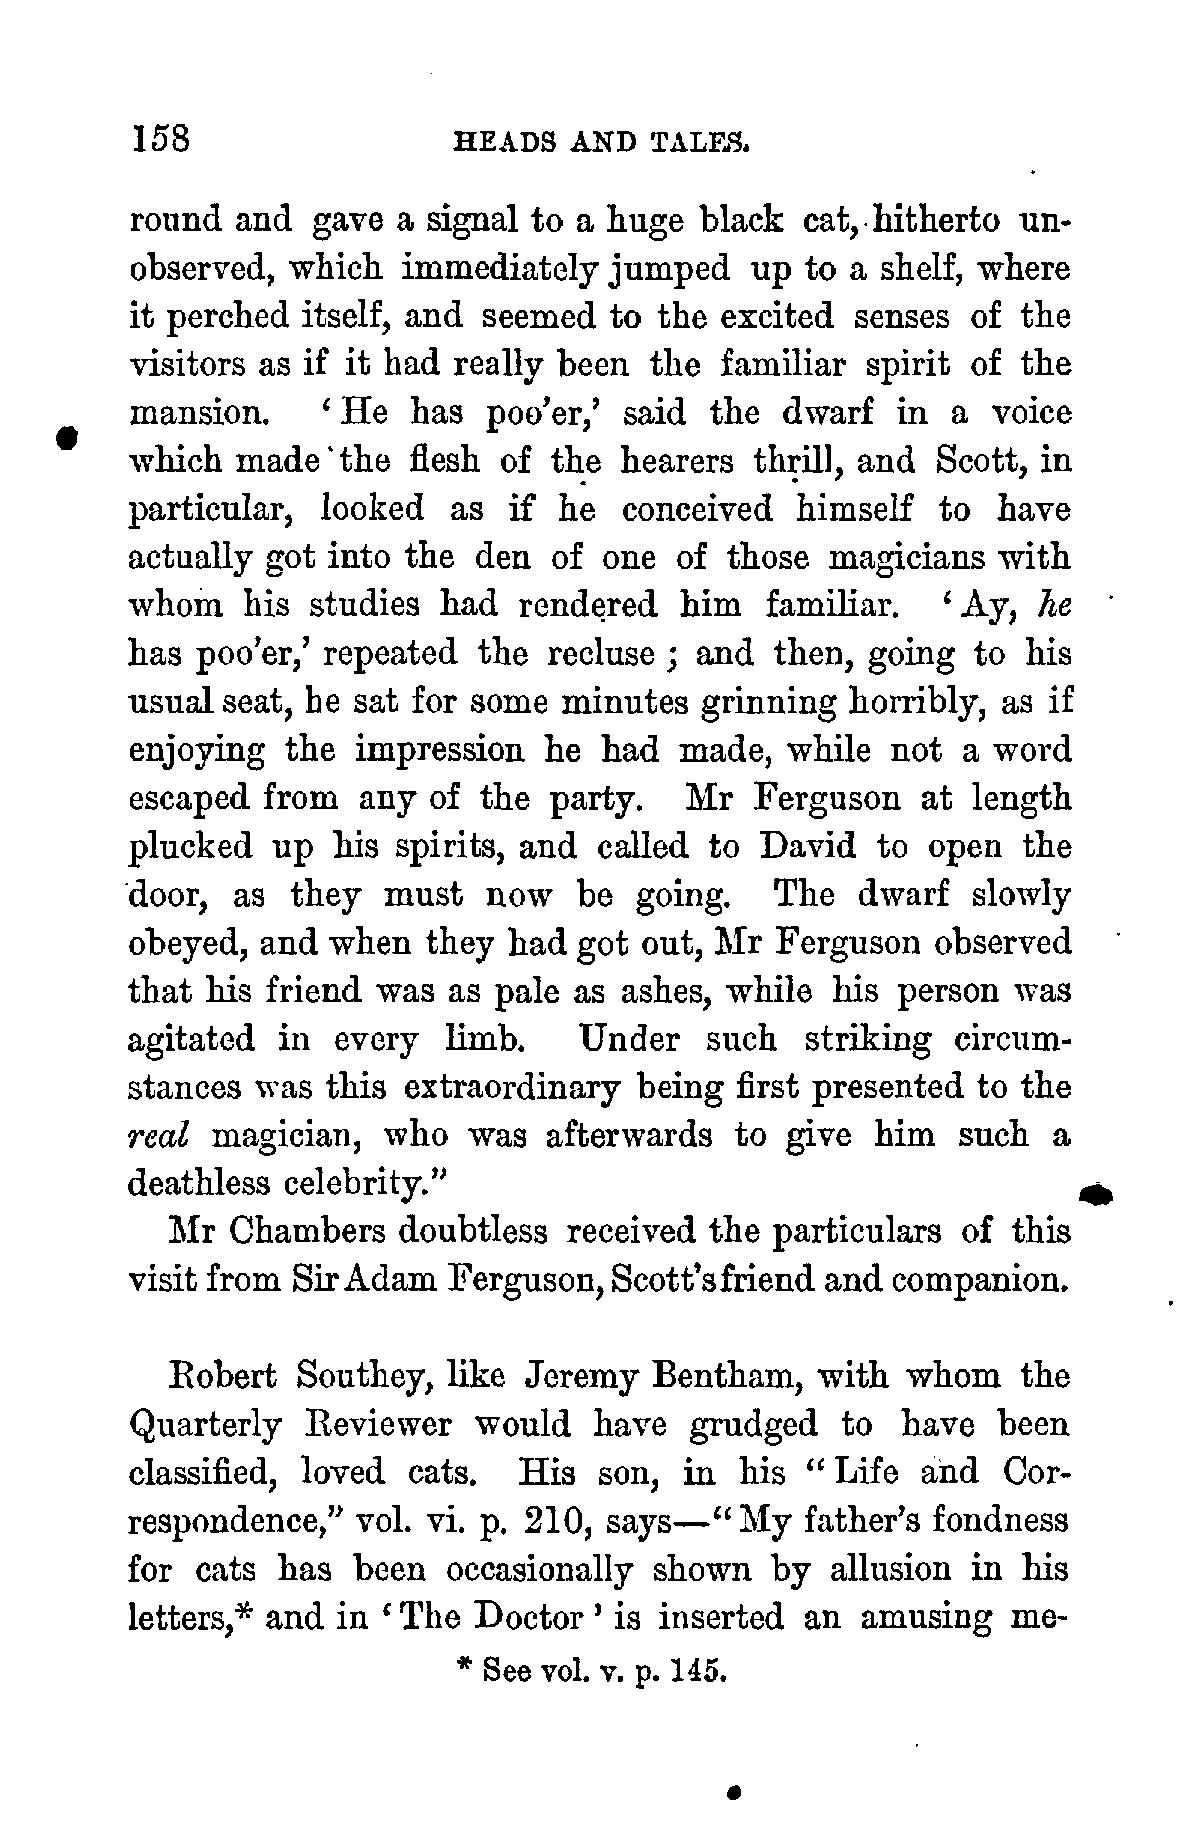 158 HEADS AND TALES.
round and gave a signal to a huge black cat, hitherto un-
observed, which immediately jumped up to a shelf, where
it perched itself, and seemed to the excited senses of the
visitors as if it had really been the familiar spirit of the
mansion. ‘He has poo’er,’ said the dwarf in a voice
which made the flesh of the hearers thrill, and Scott, in
particular, looked as if he conceived himself to have
actually got into the den of one of those magicians with
whom his studies had rendered him familiar. ‘Ay, he
has poo’er,’ repeated the recluse; and then, going to his
usual seat, he sat for some minutes grinning horribly, as if
enjoying the impression he had made, while not a word
escaped from any of the party. Mr Ferguson at length
plucked up his spirits, and called to David to open the
door, as they must now be going. The dwarf slowly
obeyed, and when they had got out, Mr Ferguson observed
that his friend was as pale as ashes, while his person was
agitated in every limb. Under such striking circum-
stances was this extraordinary being first presented to the
real magician, who was afterwards to give him such a
deathless celebrity.”
Mr Chambers doubtless received the particulars of this
visit from Sir Adam Ferguson, Scott’s friend and companion.
Robert Southey, like Jeremy Bentham, with whom the
Quarterly Reviewer would have grudged to have been
classified, loved cats. His son, in his “Life and Cor-
respondence,” vol. vi. p. 210, says—“My father’s fondness
for cats has been occasionally shown by allusion in his
letters,* and in ‘The Doctor’ is inserted an amusing me-
* See vol. v. p. 145.